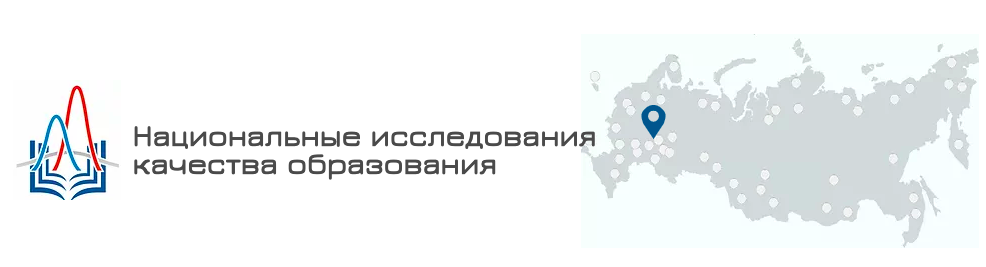 Национальные исследования
качества образования